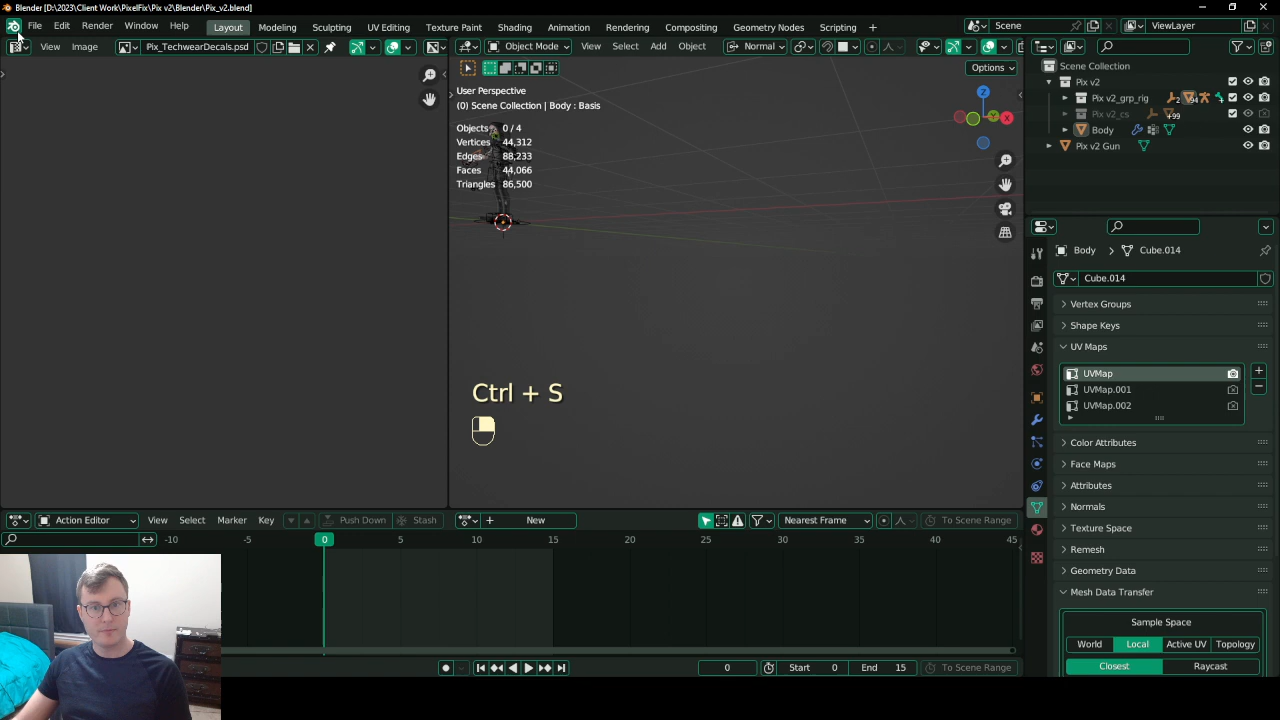 Blender [D:\2023\Client Work\PixelFix\Pix v2\Blender\Pix_v2.blend]
File Edit Render Window Help Layout Modeling Sculpting UV Editing Texture Paint Shading Animation Rendering Compositing Geometry Nodes Scripting + Scene ViewLayer
View Image Pix_TechwearDecals.psd Object Mode View Select Add Object Normal
Options
User Perspective
(0) Scene Collection | Body : Basis
Objects 0 / 4
Vertices 44,312
Edges 88,233
Faces 44,066
Triangles 86,500
Z
X
Y
Scene Collection
Pix v2
Pix v2_grp_rig
Pix v2_cs +99
Body
Pix v2 Gun
Body > Cube.014
Cube.014
Vertex Groups
Shape Keys
UV Maps
UVMap
UVMap.001
UVMap.002
Color Attributes
Face Maps
Attributes
Normals
Texture Space
Remesh
Geometry Data
Mesh Data Transfer
Sample Space
World Local Active UV Topology
Closest Raycast
Ctrl + S
Action Editor View Select Marker Key Push Down Stash + New Nearest Frame To Scene Range
-10 -5 0 5 10 15 20 25 30 35 40 45
0 Start 0 End 15 To Scene Range